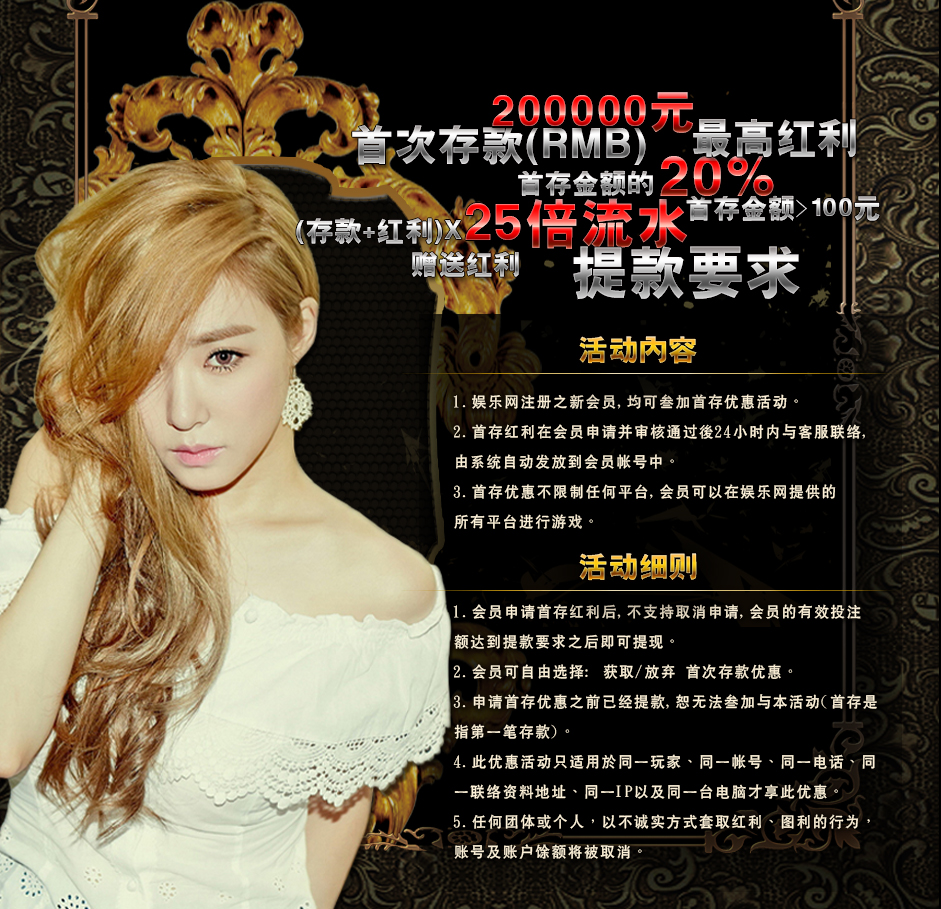 200000元
首次存款(RMB) 最高红利
首存金额的 20%
首存金额>100元
(存款+红利)X25倍流水
赠送红利 提款要求
活动內容
1. 娱乐网注册之新会员, 均可叁加首存优惠活动。
2. 首存红利在会员申请并审核通过後24小时内与客服联络,
由系统自动发放到会员帐号中。
3. 首存优惠不限制任何平台, 会员可以在娱乐网提供的
所有平台进行游戏。
活动细则
1. 会员申请首存红利后, 不支持取消申请, 会员的有效投注
额达到提款要求之后即可提现。
2. 会员可自由选择: 获取/放弃 首次存款优惠。
3. 申请首存优惠之前已经提款, 恕无法叁加与本活动(首存是
指第一笔存款)。
4. 此优惠活动只适用於同一玩家、同一帐号、同一电话、同
一联络资料地址、同一IP以及同一台电脑才享此优惠。
5. 任何团体或个人，以不诚实方式套取红利、图利的行为，
账号及账户馀额将被取消。